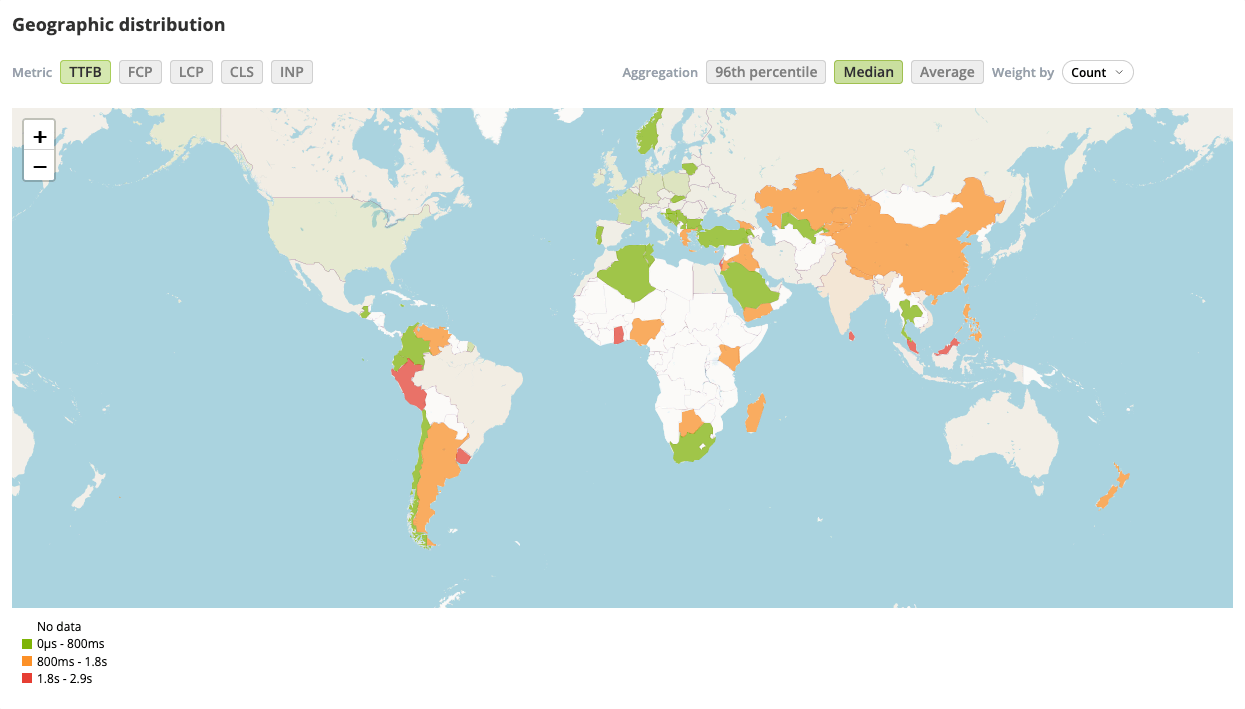 Geographic distribution
Metric TTFB FCP LCP CLS INP Aggregation 96th percentile Median Average Weight by Count
+
−
No data
0µs - 800ms
800ms - 1.8s
1.8s - 2.9s